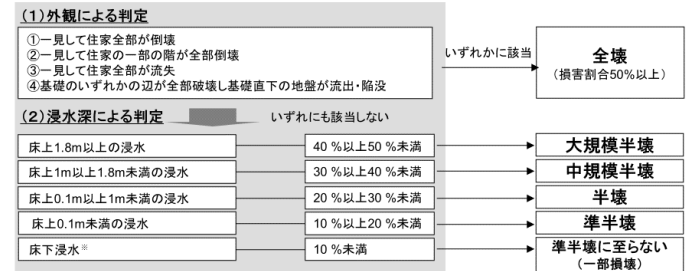 (1)外観による判定
①一見して住家全部が倒壊
②一見して住家の一部の階が全部倒壊
③一見して住家全部が流失
④基礎のいずれかの辺が全部破壊し基礎直下の地盤が流出・陥没
いずれかに該当
全壊
(損害割合50%以上)
(2)浸水深による判定
いずれにも該当しない
床上1.8m以上の浸水
40 %以上50 %未満
大規模半壊
床上1m以上1.8m未満の浸水
30 %以上40 %未満
中規模半壊
床上0.1m以上1m未満の浸水
20 %以上30 %未満
半壊
床上0.1m未満の浸水
10 %以上20 %未満
準半壊
床下浸水※
10 %未満
準半壊に至らない
(一部損壊)